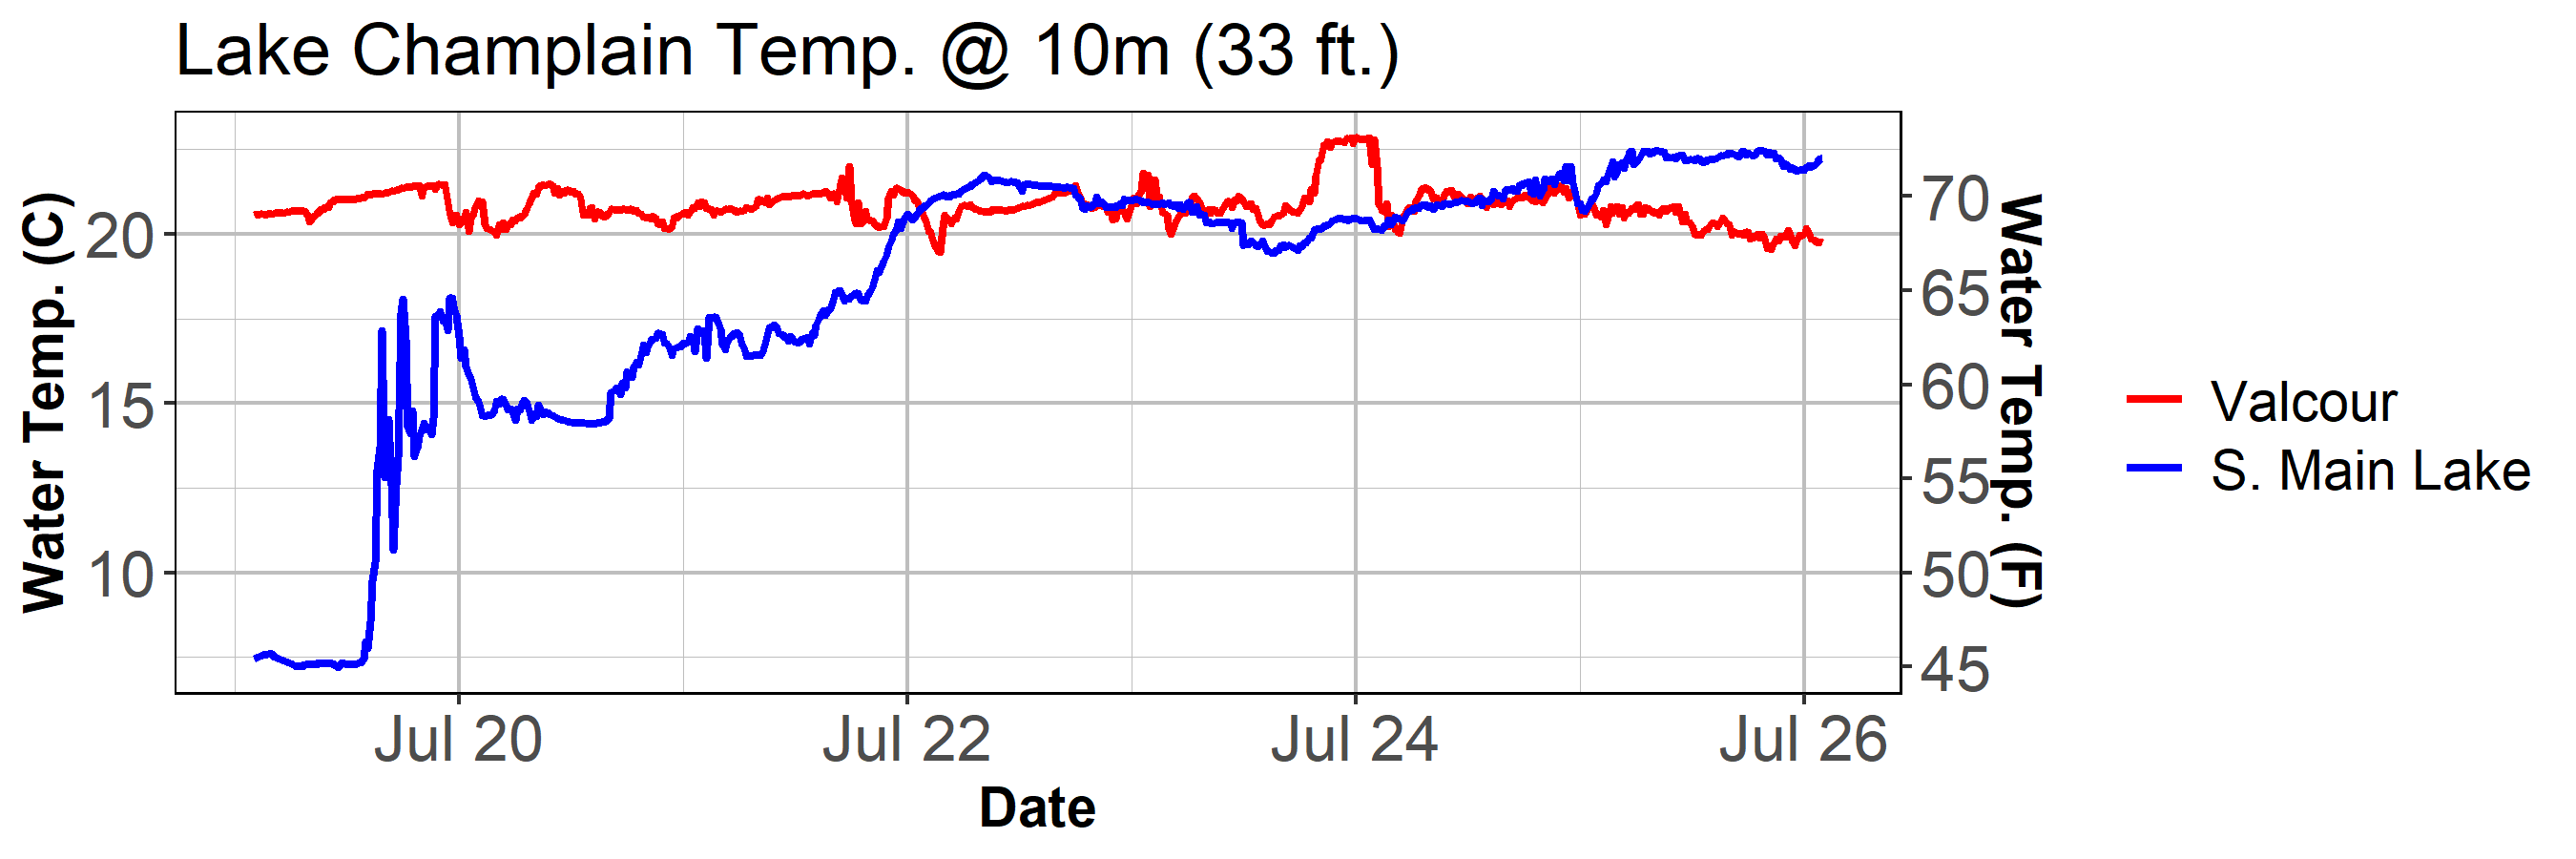 Lake Champlain Temp. @ 10m (33 ft.)
Water Temp. (C)
20
15
10
70
65
60
55
50
45
Water Temp. (F)
Jul 20
Jul 22
Jul 24
Jul 26
Date
Valcour
S. Main Lake